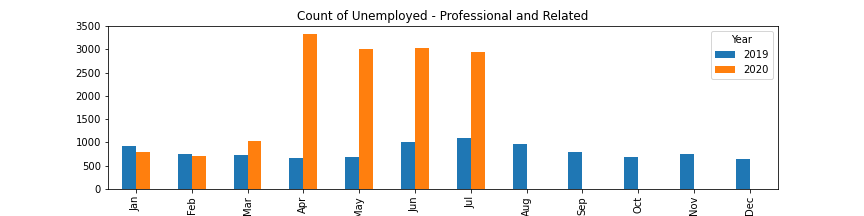 Count of Unemployed - Professional and Related
3500
3000
2500
2000
1500
1000
500
0
Year
2019
2020
Jan
Feb
Mar
Apr
May
Jun
Jul
Aug
Sep
Oct
Nov
Dec